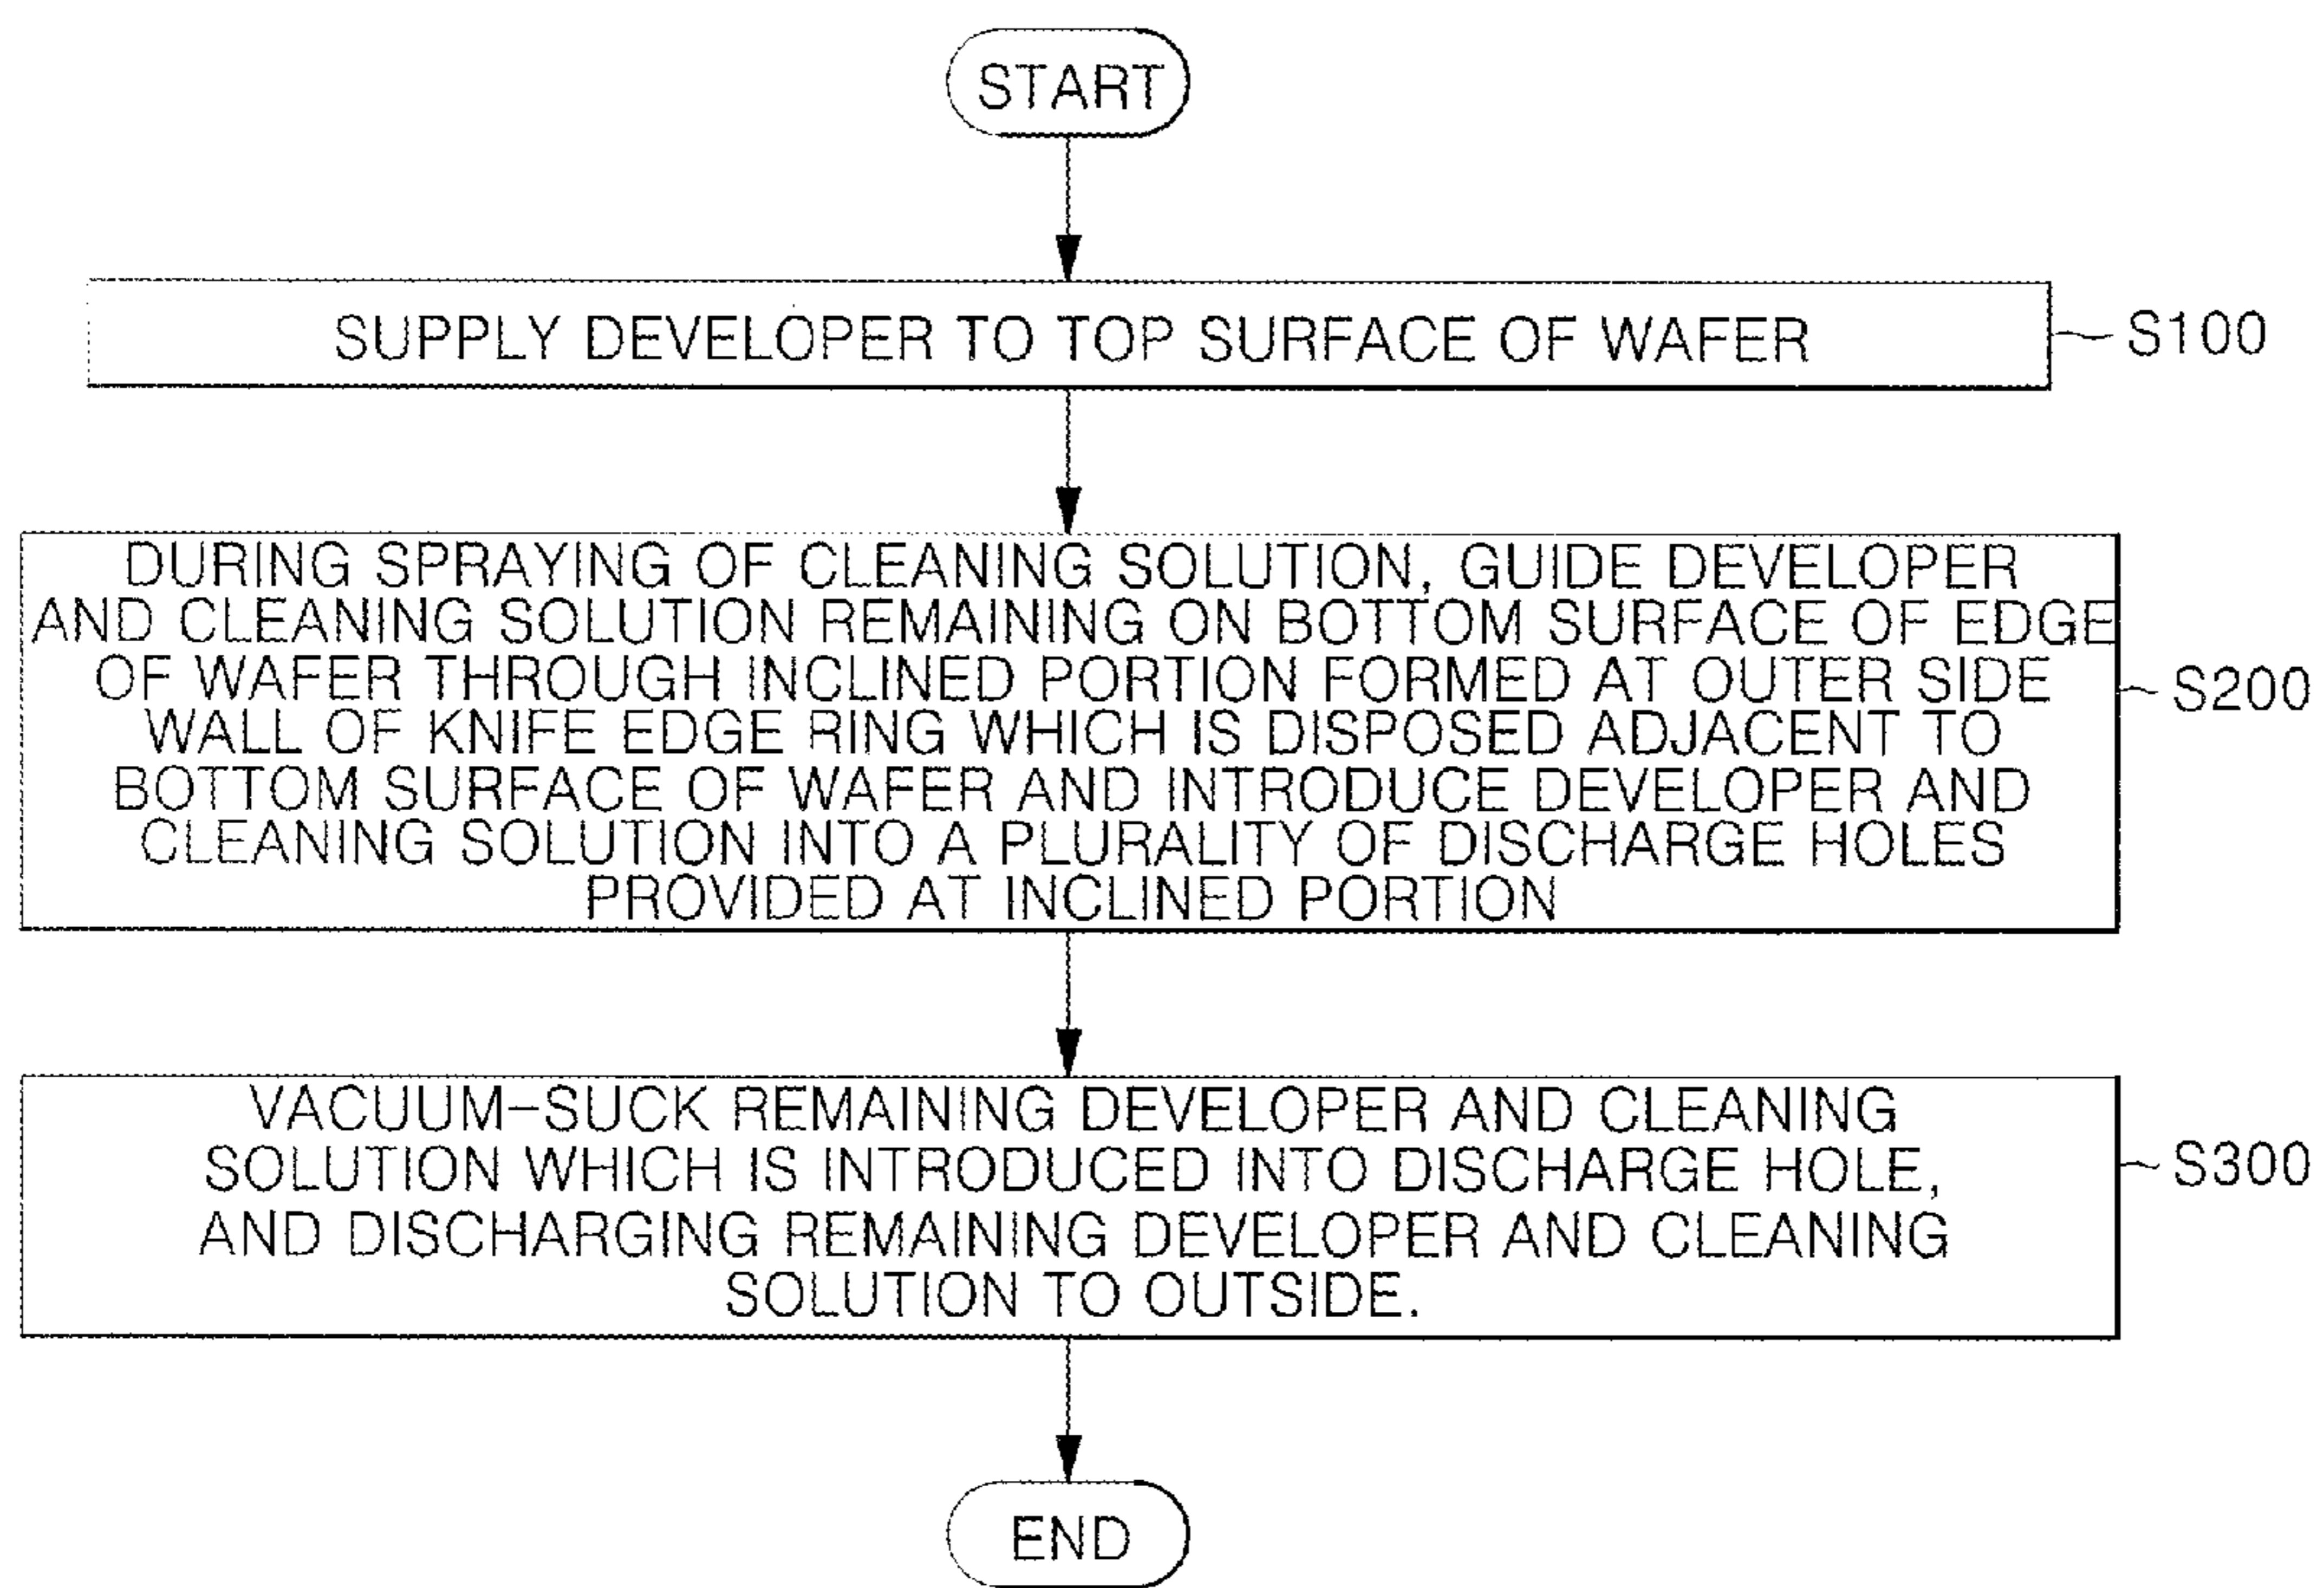 START
SUPPLY DEVELOPER TO TOP SURFACE OF WAFER
S100
DURING SPRAYING OF CLEANING SOLUTION, GUIDE DEVELOPER
AND CLEANING SOLUTION REMAINING ON BOTTOM SURFACE OF EDGE
OF WAFER THROUGH INCLINED PORTION FORMED AT OUTER SIDE
WALL OF KNIFE EDGE RING WHICH IS DISPOSED ADJACENT TO
BOTTOM SURFACE OF WAFER AND INTRODUCE DEVELOPER AND
CLEANING SOLUTION INTO A PLURALITY OF DISCHARGE HOLES
PROVIDED AT INCLINED PORTION
S200
VACUUM-SUCK REMAINING DEVELOPER AND CLEANING
SOLUTION WHICH IS INTRODUCED INTO DISCHARGE HOLE,
AND DISCHARGING REMAINING DEVELOPER AND CLEANING
SOLUTION TO OUTSIDE.
S300
END